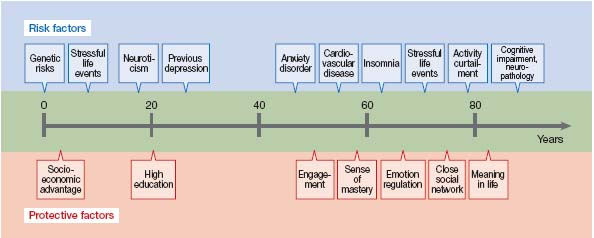 Risk factors
Genetic
risks
Stressful
life
events
Neuroti-
cism
Previous
depression
Anxiety
disorder
Cardio-
vascular
disease
Insomnia
Stressful
life
events
Activity
curtail-
ment
Cognitive
impairment,
neuro-
pathology
0
20
40
60
80
Years
Socio-
economic
advantage
High
education
Engage-
ment
Sense
of
mastery
Emotion
regulation
Close
social
network
Meaning
in life
Protective factors